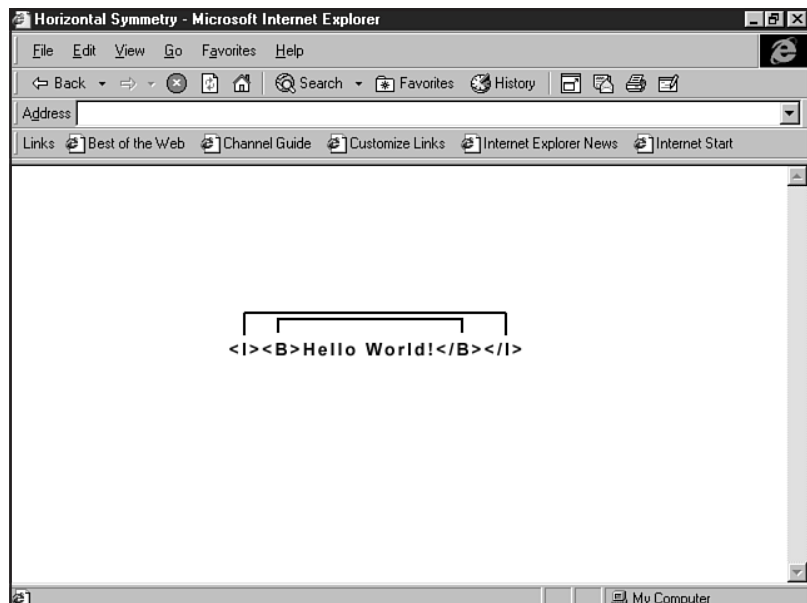 Horizontal Symmetry - Microsoft Internet Explorer
File Edit View Go Favorites Help
Back Search Favorites History
Address
Links Best of the Web Channel Guide Customize Links Internet Explorer News Internet Start
<I><B>Hello World!</B></I>
My Computer